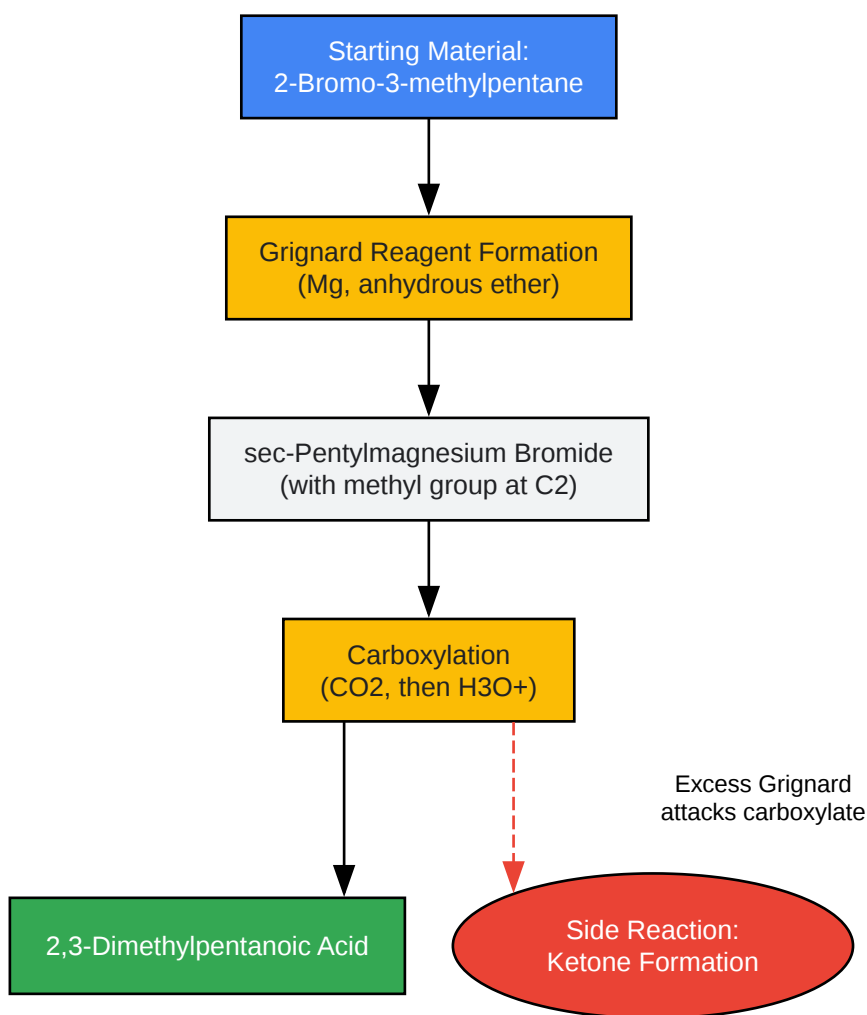 Starting Material:
2-Bromo-3-methylpentane
Grignard Reagent Formation
(Mg, anhydrous ether)
sec-Pentylmagnesium Bromide
(with methyl group at C2)
Carboxylation
(CO2, then H3O+)
Excess Grignard
attacks carboxylate
2,3-Dimethylpentanoic Acid
Side Reaction:
Ketone Formation